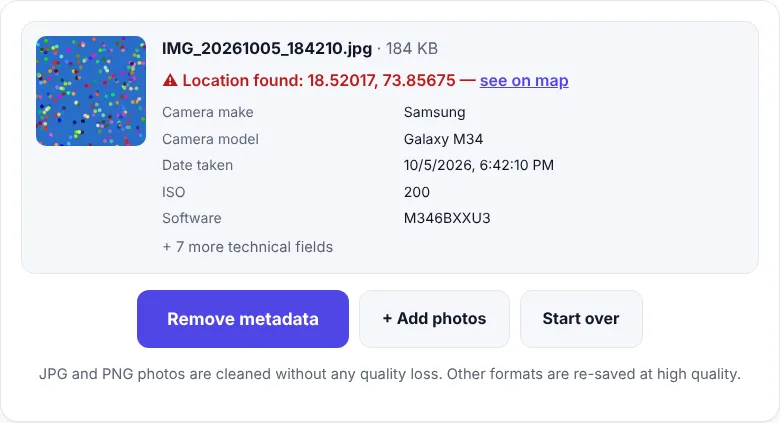 IMG_20261005_184210.jpg · 184 KB
⚠ Location found: 18.52017, 73.85675 — see on map
Camera make Samsung
Camera model Galaxy M34
Date taken 10/5/2026, 6:42:10 PM
ISO 200
Software M346BXXU3
+ 7 more technical fields
Remove metadata + Add photos Start over
JPG and PNG photos are cleaned without any quality loss. Other formats are re-saved at high quality.